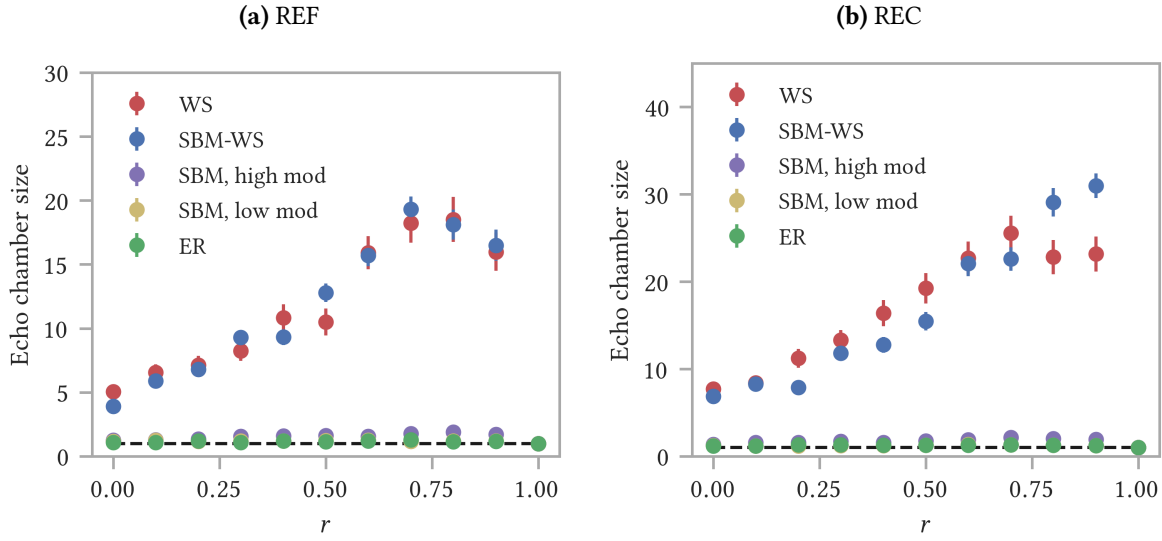 (a) REF
30
25
20
15
10
5
0
Echo chamber size
WS
SBM-WS
SBM, high mod
SBM, low mod
ER
0.00
0.25
0.50
0.75
1.00
r
(b) REC
40
30
20
10
0
Echo chamber size
WS
SBM-WS
SBM, high mod
SBM, low mod
ER
0.00
0.25
0.50
0.75
1.00
r